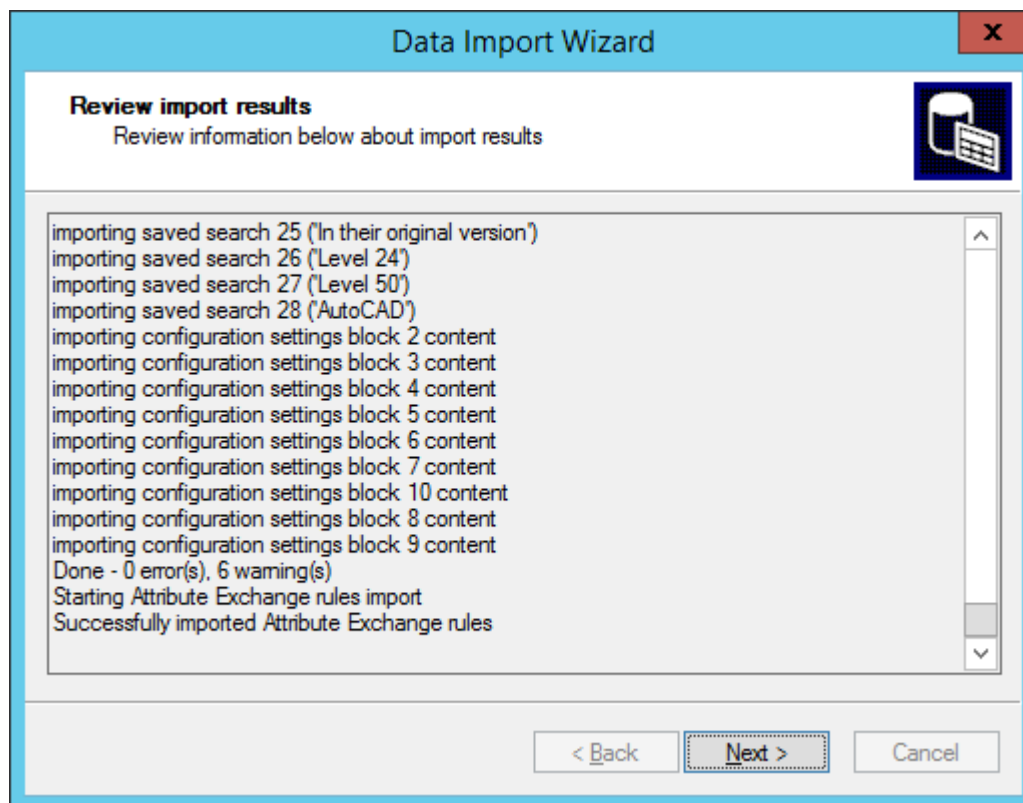 Data Import Wizard
x
Review import results
Review information below about import results
importing saved search 25 ('In their original version')
importing saved search 26 ('Level 24')
importing saved search 27 ('Level 50')
importing saved search 28 ('AutoCAD')
importing configuration settings block 2 content
importing configuration settings block 3 content
importing configuration settings block 4 content
importing configuration settings block 5 content
importing configuration settings block 6 content
importing configuration settings block 7 content
importing configuration settings block 10 content
importing configuration settings block 8 content
importing configuration settings block 9 content
Done - 0 error(s), 6 warning(s)
Starting Attribute Exchange rules import
Successfully imported Attribute Exchange rules
< Back Next > Cancel